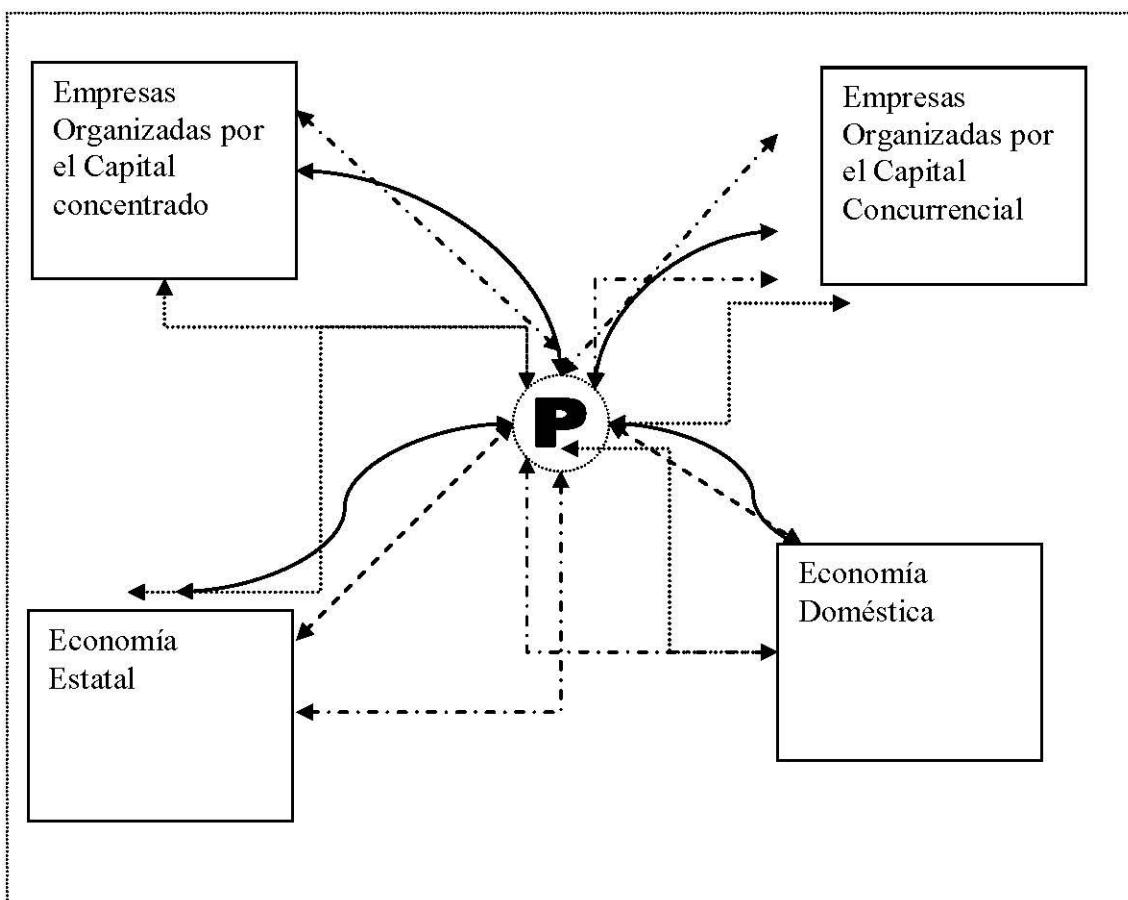 Empresas
Organizadas por
el Capital
concentrado
Empresas
Organizadas por
el Capital
Concurrencial
P
Economía
Doméstica
Economía
Estatal